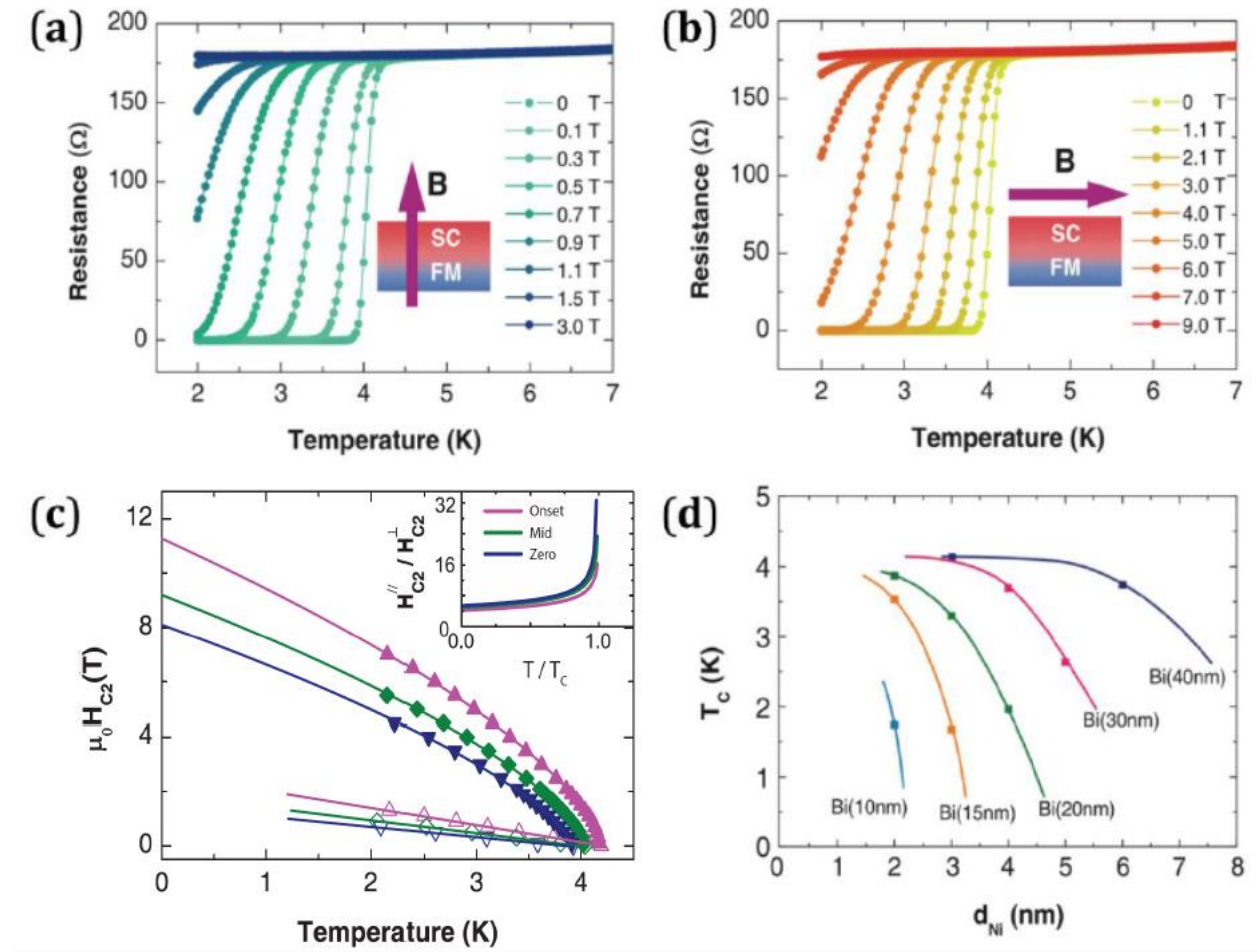 (a)
200
150
100
50
0
Resistance (Ω)
2 3 4 5 6 7
Temperature (K)
B
SC
FM
0 T
0.1 T
0.3 T
0.5 T
0.7 T
0.9 T
1.1 T
1.5 T
3.0 T
(b)
200
150
100
50
0
Resistance (Ω)
2 3 4 5 6 7
Temperature (K)
B
SC
FM
0 T
1.1 T
2.1 T
3.0 T
4.0 T
5.0 T
6.0 T
7.0 T
9.0 T
(c)
12
8
4
0
μ0HC2(T)
0 1 2 3 4
Temperature (K)
32
16
0
HC2// / HC2⊥
0.0 1.0
T / TC
Onset
Mid
Zero
(d)
5
4
3
2
1
0
TC (K)
0 1 2 3 4 5 6 7 8
dNi (nm)
Bi(10nm)
Bi(15nm)
Bi(20nm)
Bi(30nm)
Bi(40nm)